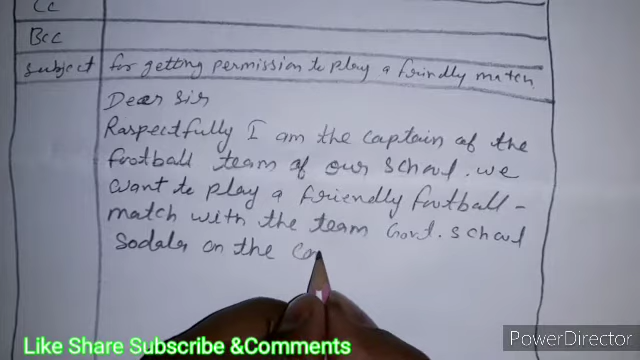 Cc
Bcc
Subject for getting permission to play a friendly match
Dear Sir
Raspectfully I am the captain of the
football team of our school. we
want to play a friendly football-
match with the team Govt. school
on the co
Like Share Subscribe &Comments
PowerDirector